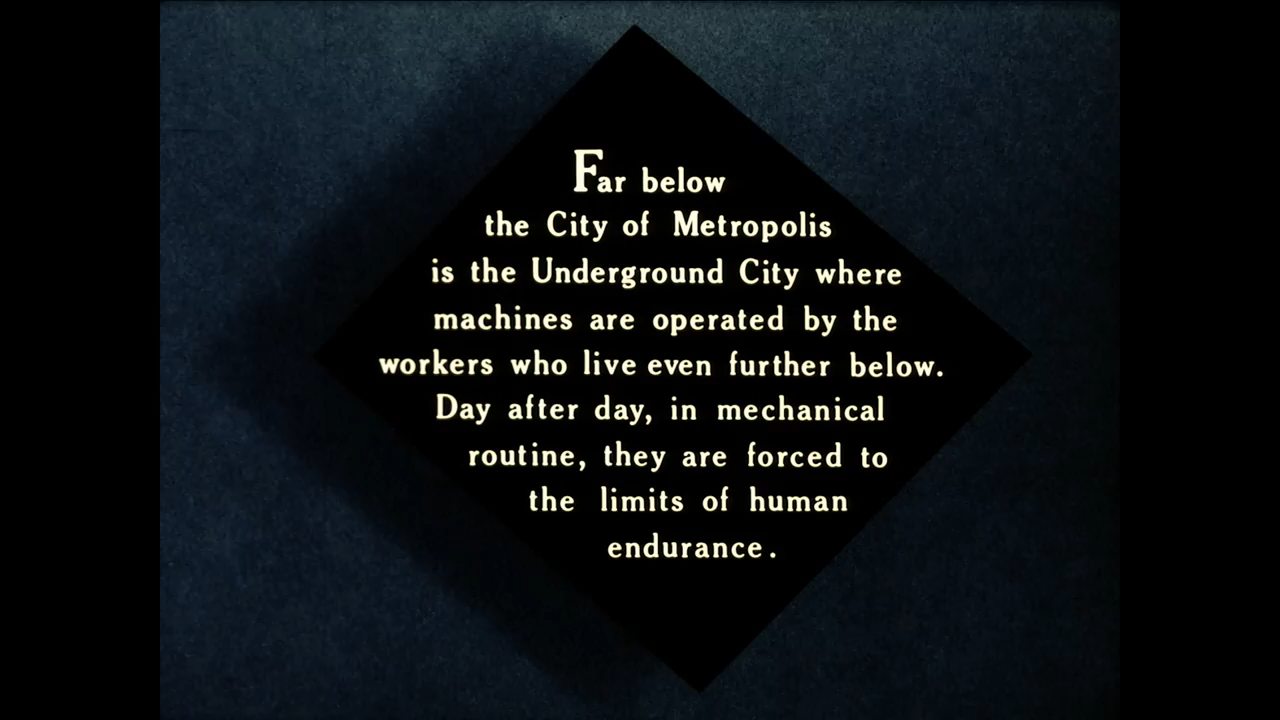 Far below
the City of Metropolis
is the Underground City where
machines are operated by the
workers who live even further below.
Day after day, in mechanical
routine, they are forced to
the limits of human
endurance.